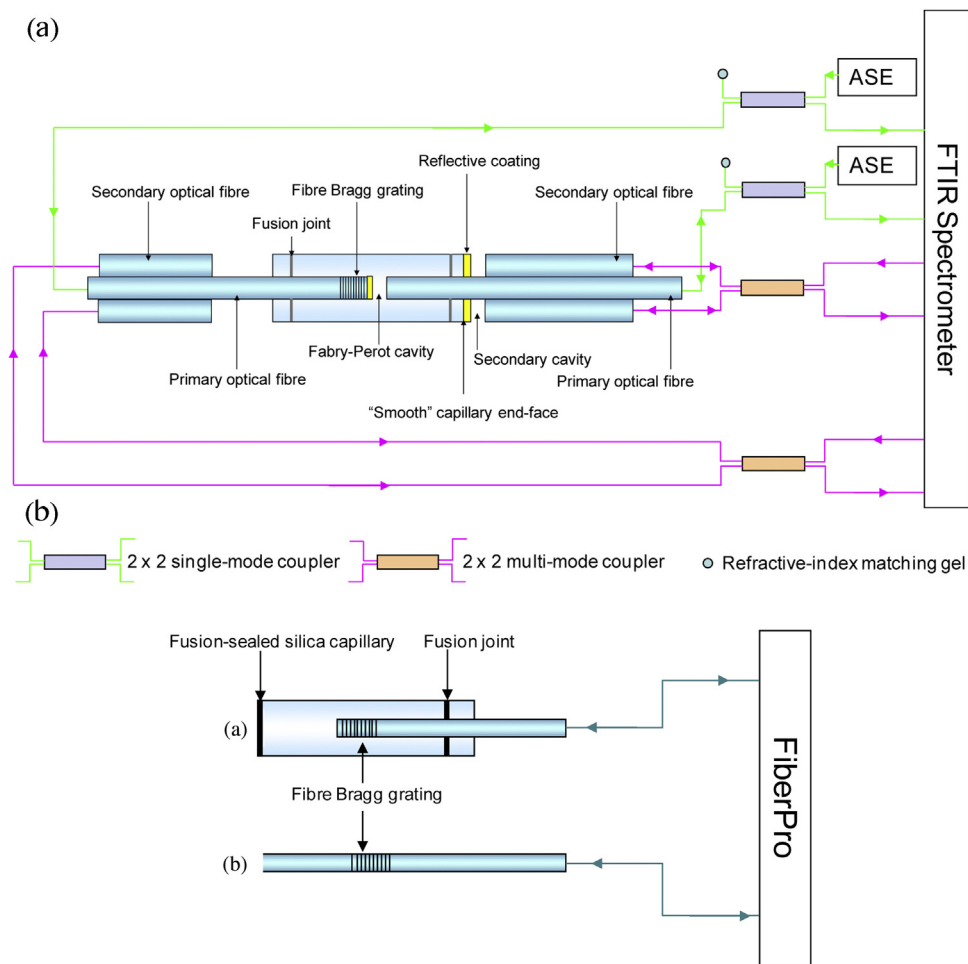 (a)
ASE
Reflective coating
Secondary optical fibre
Fibre Bragg grating
Secondary optical fibre
ASE
Fusion joint
FTIR Spectrometer
Fabry-Perot cavity
Secondary cavity
Primary optical fibre
Primary optical fibre
“Smooth” capillary end-face
(b)
2 x 2 single-mode coupler
2 x 2 multi-mode coupler
Refractive-index matching gel
Fusion-sealed silica capillary
Fusion joint
(a)
Fibre Bragg grating
FiberPro
(b)